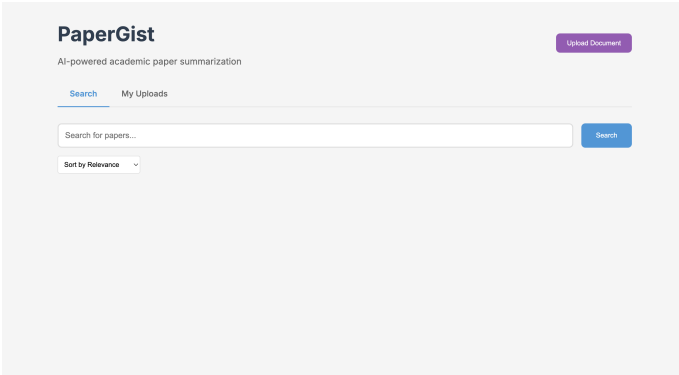 PaperGist
Upload Document
AI-powered academic paper summarization
Search
My Uploads
Search for papers...
Search
Sort by Relevance